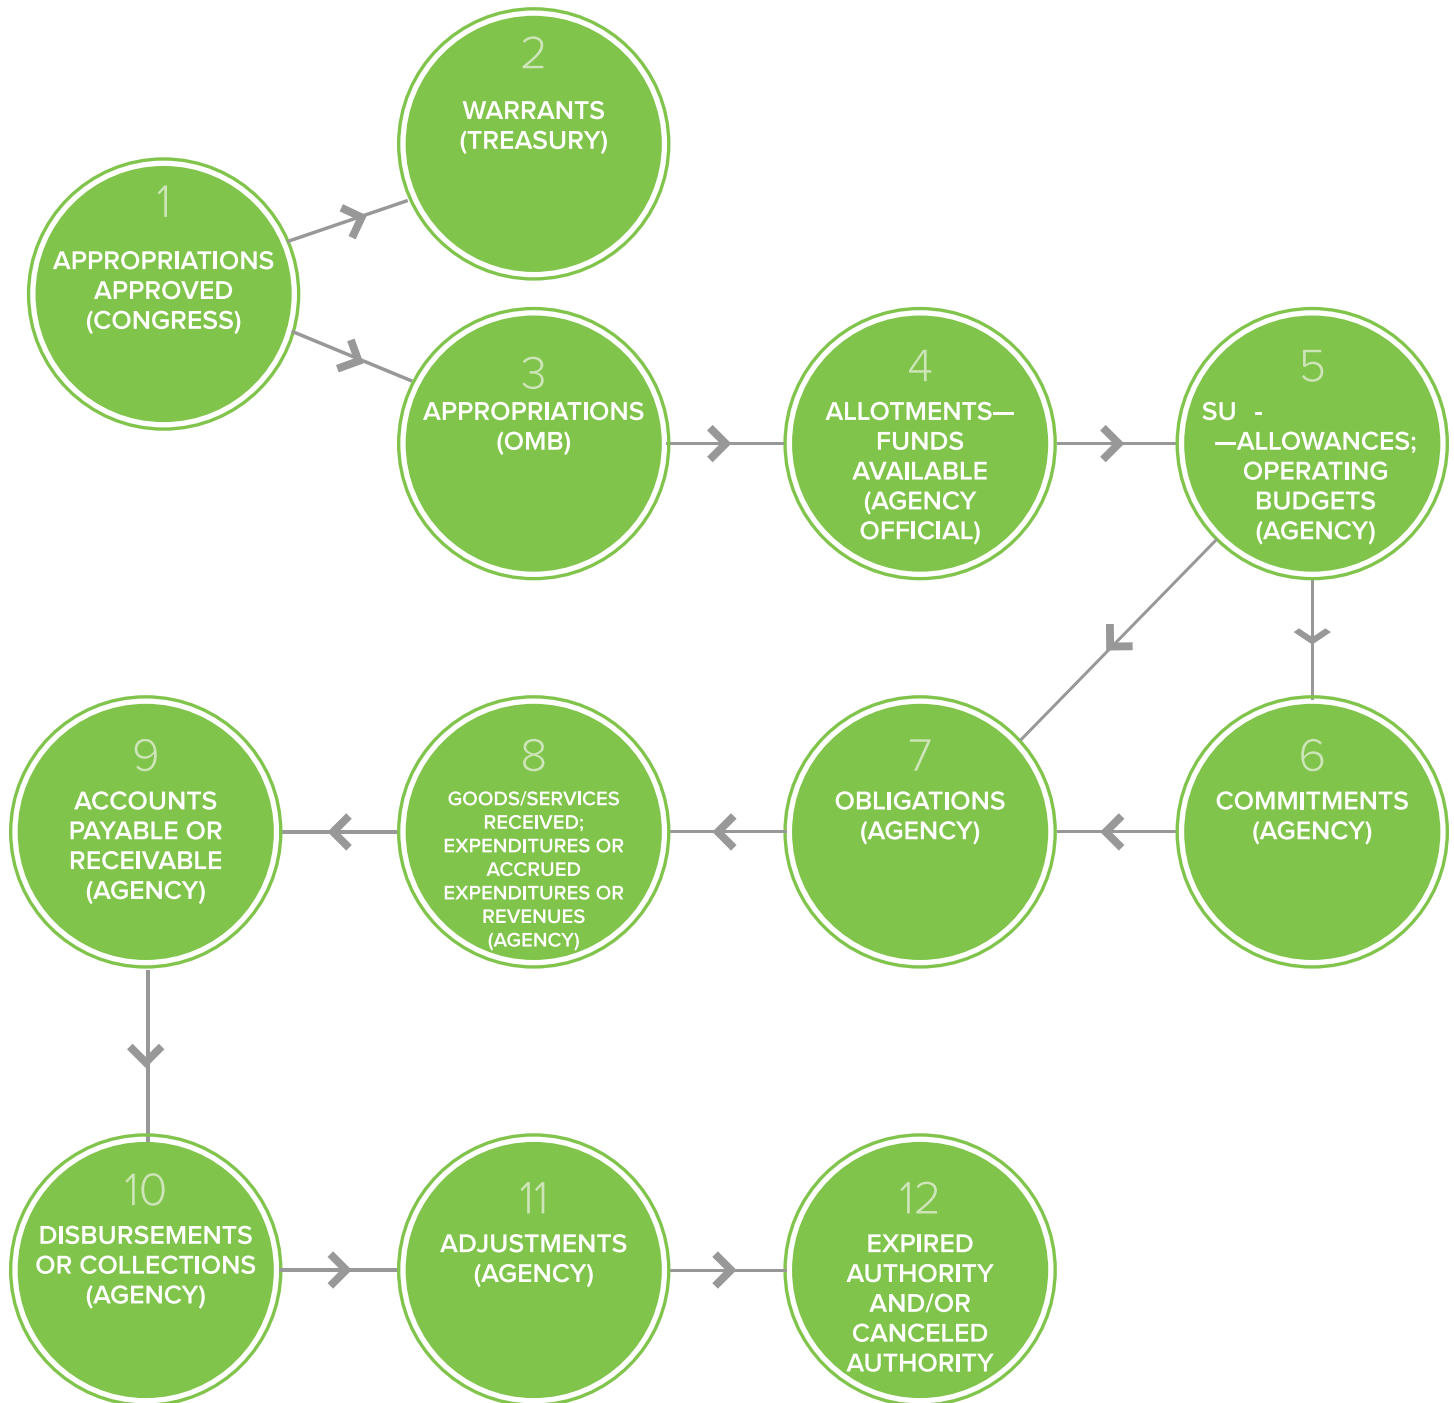 1
APPROPRIATIONS
APPROVED
(CONGRESS)
2
WARRANTS
(TREASURY)
3
APPROPRIATIONS
(OMB)
4
ALLOTMENTS—
FUNDS
AVAILABLE
(AGENCY
OFFICIAL)
5
SU -
—ALLOWANCES;
OPERATING
BUDGETS
(AGENCY)
6
COMMITMENTS
(AGENCY)
7
OBLIGATIONS
(AGENCY)
8
GOODS/SERVICES
RECEIVED;
EXPENDITURES OR
ACCRUED
EXPENDITURES OR
REVENUES
(AGENCY)
9
ACCOUNTS
PAYABLE OR
RECEIVABLE
(AGENCY)
10
DISBURSEMENTS
OR COLLECTIONS
(AGENCY)
11
ADJUSTMENTS
(AGENCY)
12
EXPIRED
AUTHORITY
AND/OR
CANCELED
AUTHORITY